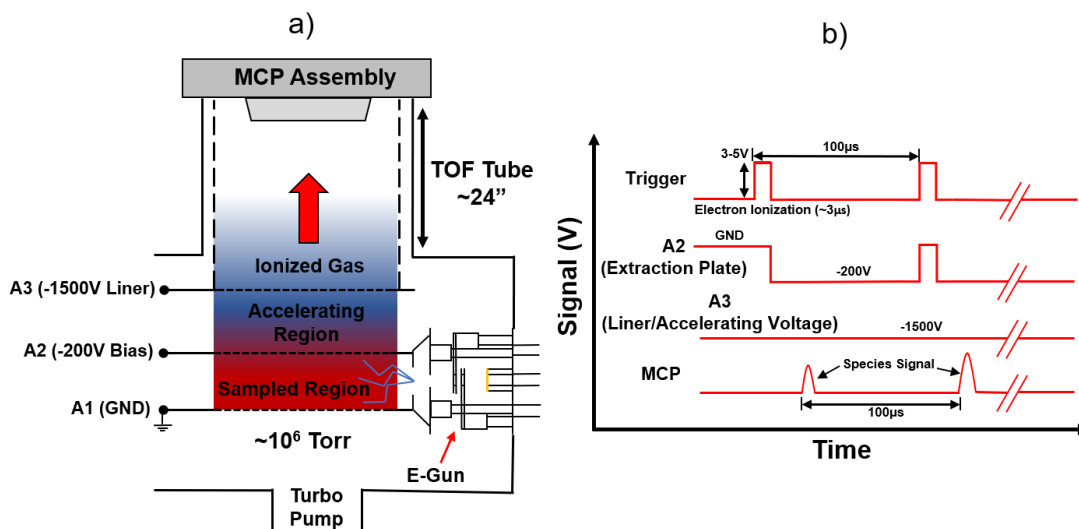 a)
MCP Assembly
TOF Tube
~24”
Ionized Gas
A3 (-1500V Liner)
Accelerating
Region
A2 (-200V Bias)
Sampled Region
A1 (GND)
~10⁶ Torr
E-Gun
Turbo
Pump
b)
Signal (V)
Trigger
3-5V
100µs
Electron Ionization (~3µs)
A2
(Extraction Plate)
GND
-200V
A3
(Liner/Accelerating Voltage)
-1500V
MCP
Species Signal
100µs
Time